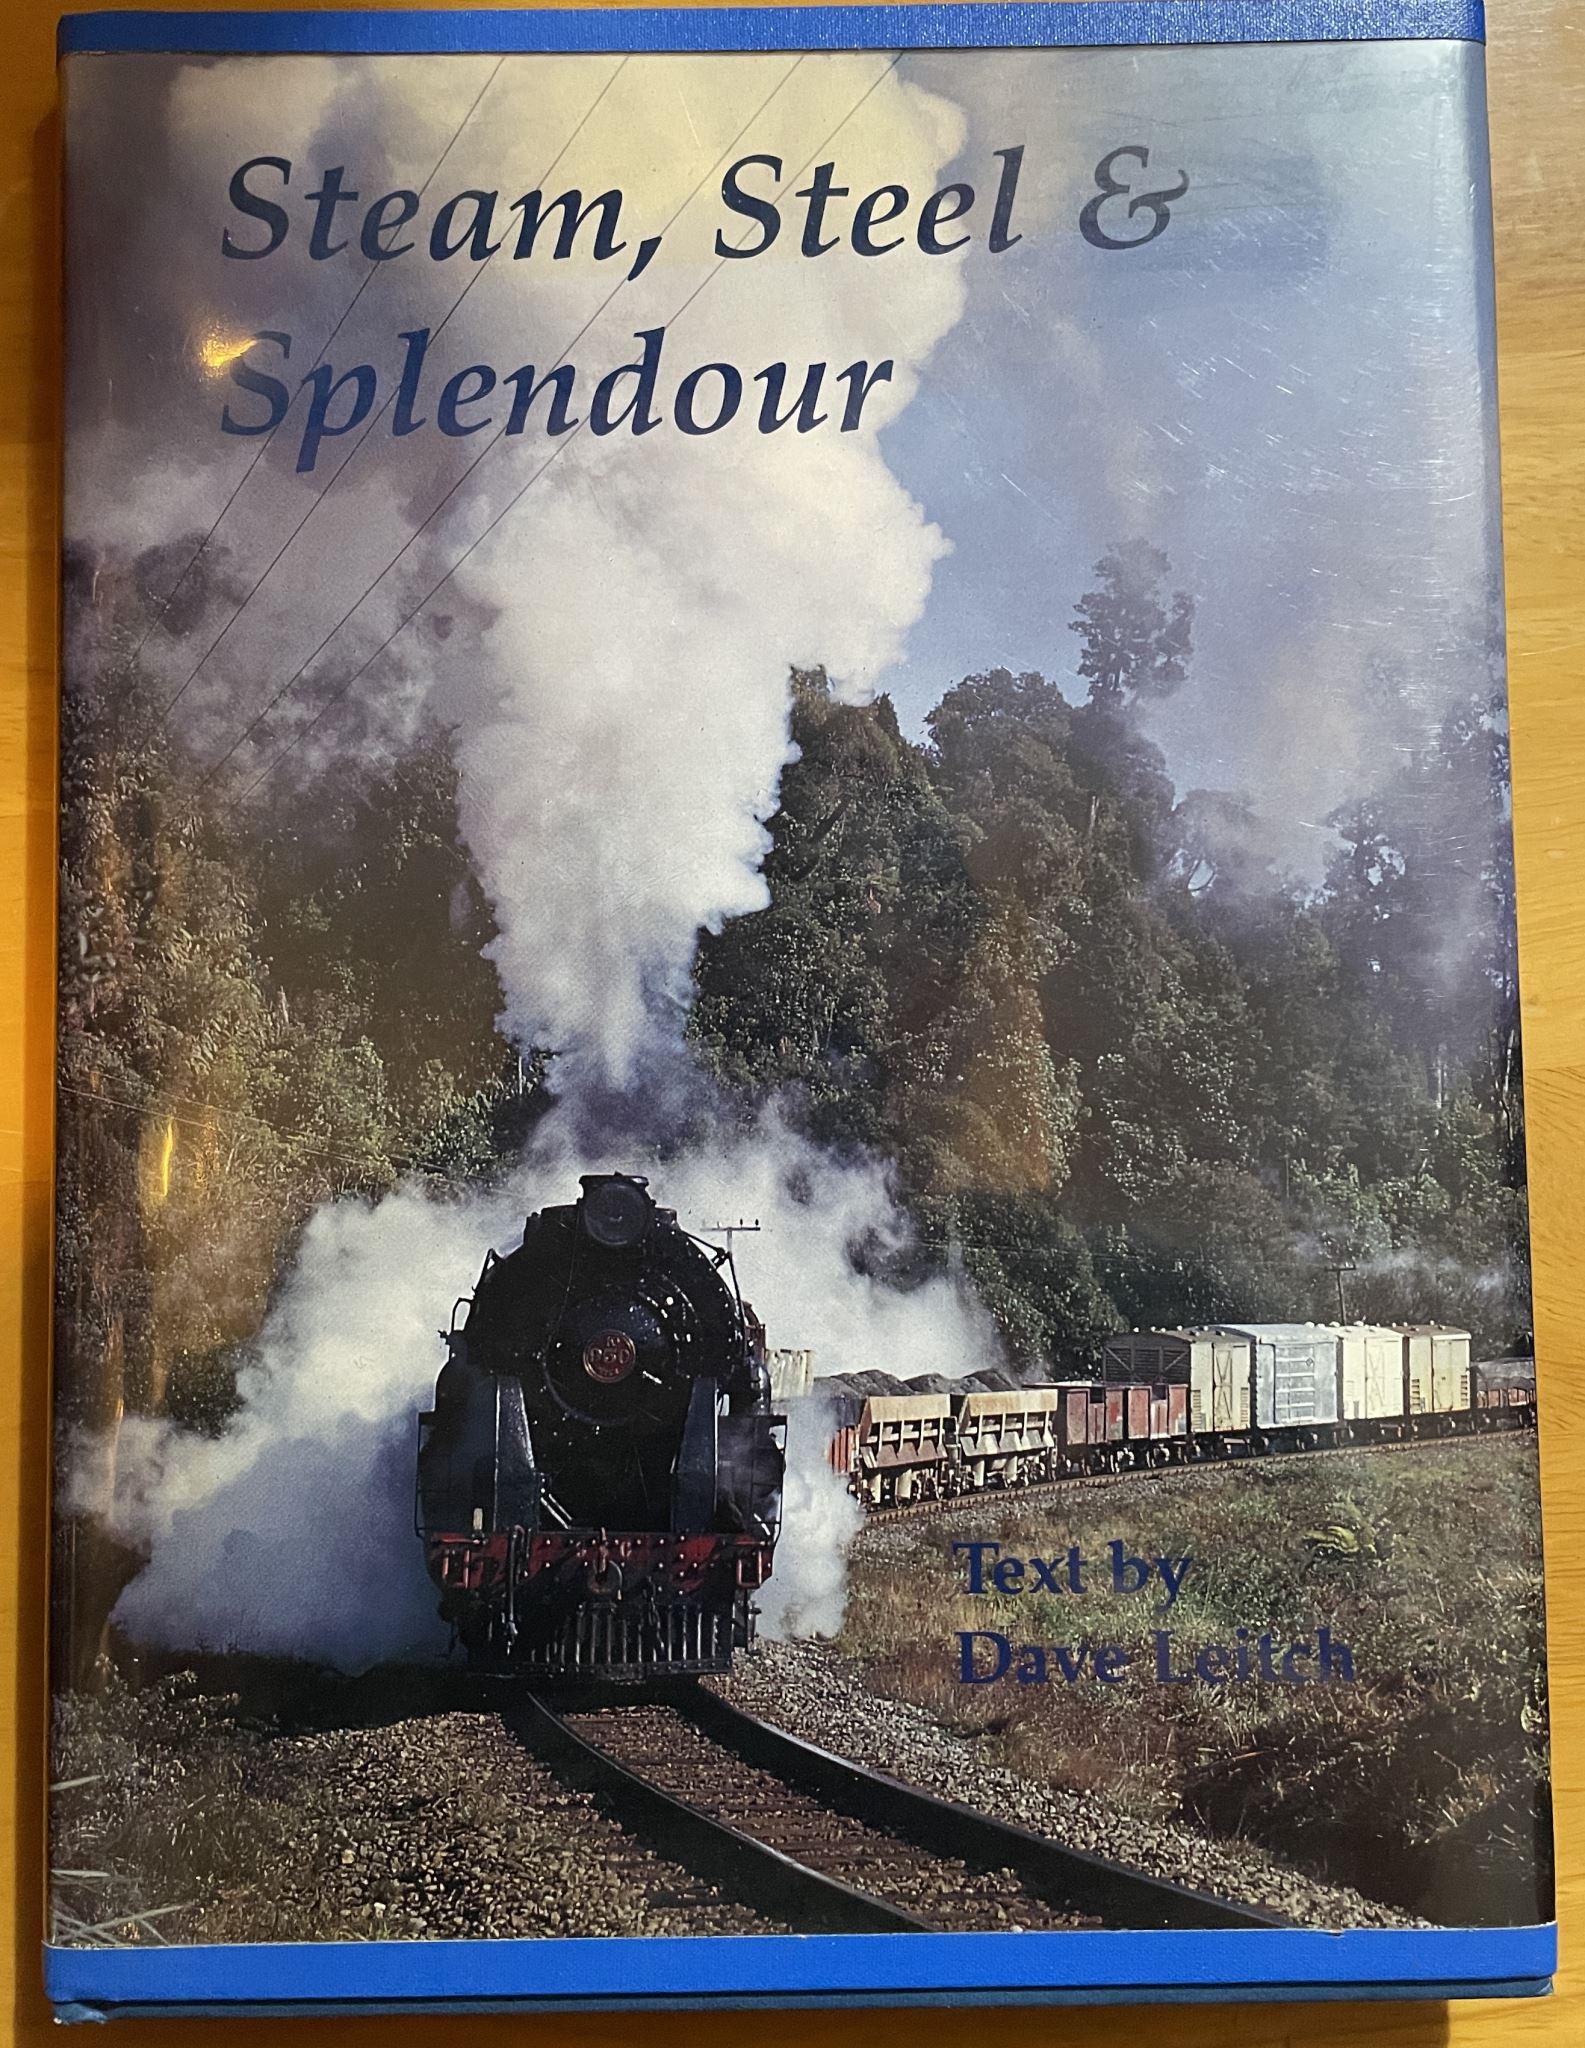 Steam, Steel &
Splendour
Text by
Dave Leitch